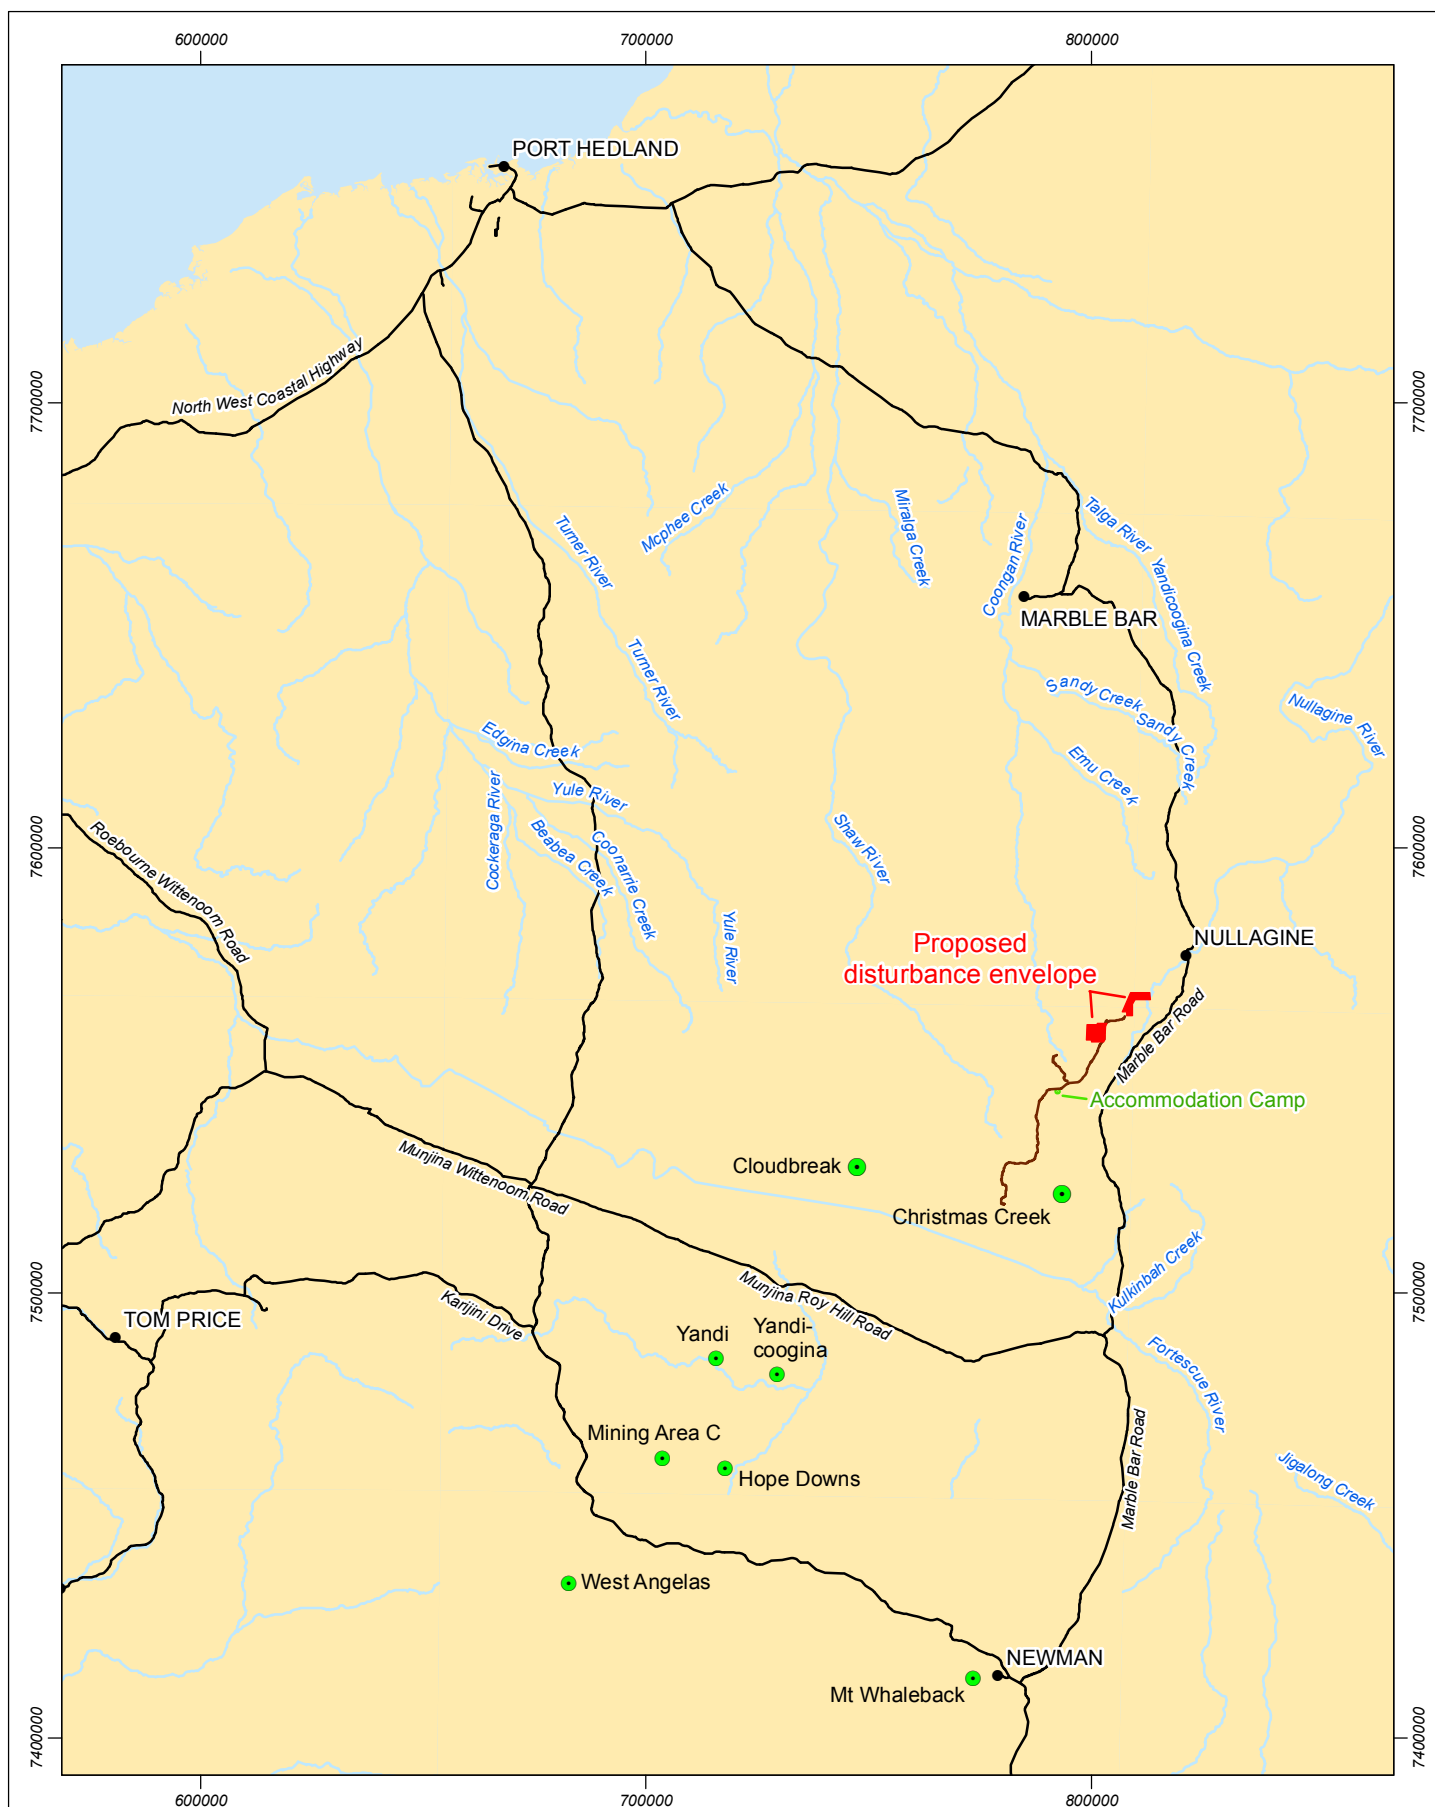 600000
700000
800000
PORT HEDLAND
North West Coastal Highway
7700000
7700000
Mcphee Creek
Miralga Creek
Talga River
Coongan River
Turner River
Yandicoogina Creek
MARBLE BAR
Turner River
Sandy Creek
Sandy Creek
Nullagine River
Edgina Creek
Emu Creek
Cockeraga River
Yule River
Roebourne Wittenoom Road
Beabea Creek
Coonarrie Creek
Shaw River
7600000
7600000
Yule River
NULLAGINE
Proposed
disturbance envelope
Marble Bar Road
Accommodation Camp
Munjina Wittenoom Road
Cloudbreak
Christmas Creek
Kulkinbah Creek
Munjina Roy Hill Road
7500000
7500000
Karijini Drive
TOM PRICE
Yandi
Yandi-
coogina
Fortescue River
Mining Area C
Hope Downs
Marble Bar Road
Jigalong Creek
West Angelas
NEWMAN
Mt Whaleback
7400000
7400000
600000
700000
800000